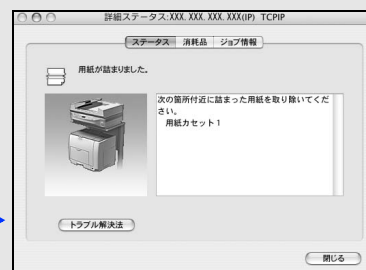 詳細ステータス:XXX. XXX. XXX. XXX(IP) TCPIP
ステータス 消耗品 ジョブ情報
用紙が詰まりました。
次の箇所付近に詰まった用紙を取り除いてくだ
さい。
用紙カセット1
トラブル解決法
閉じる